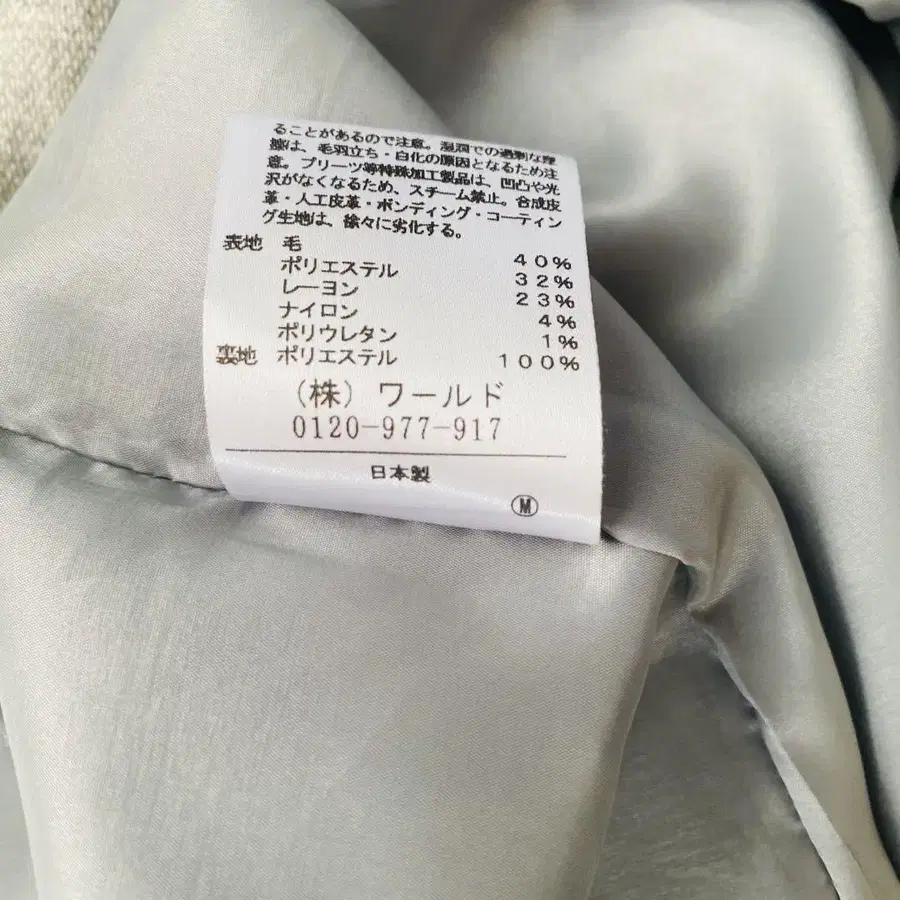 ることがあるので注意。湿潤での過剰な摩
擦は、毛羽立ち・白化の原因となるため注
意。プリーツ等特殊加工製品は、凹凸や光
沢がなくなるため、スチーム禁止。合成皮
革・人工皮革・ボンディング・コーティン
グ生地は、徐々に劣化する。
表地 毛 40%
ポリエステル 32%
レーヨン 23%
ナイロン 4%
ポリウレタン 1%
裏地 ポリエステル 100%
(株)ワールド
0120-977-917
日本製
Ⓜ